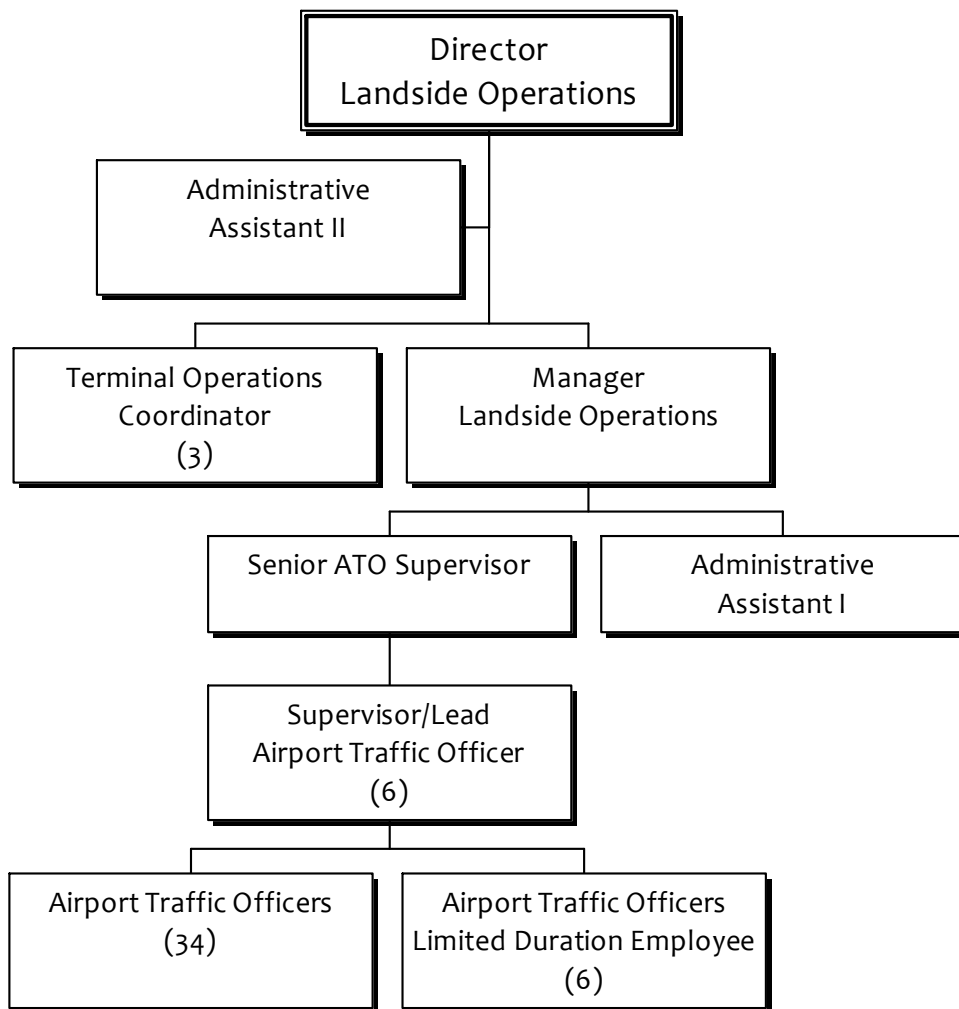 Director
Landside Operations
Administrative
Assistant II
Terminal Operations
Coordinator
(3)
Manager
Landside Operations
Senior ATO Supervisor
Administrative
Assistant I
Supervisor/Lead
Airport Traffic Officer
(6)
Airport Traffic Officers
(34)
Airport Traffic Officers
Limited Duration Employee
(6)